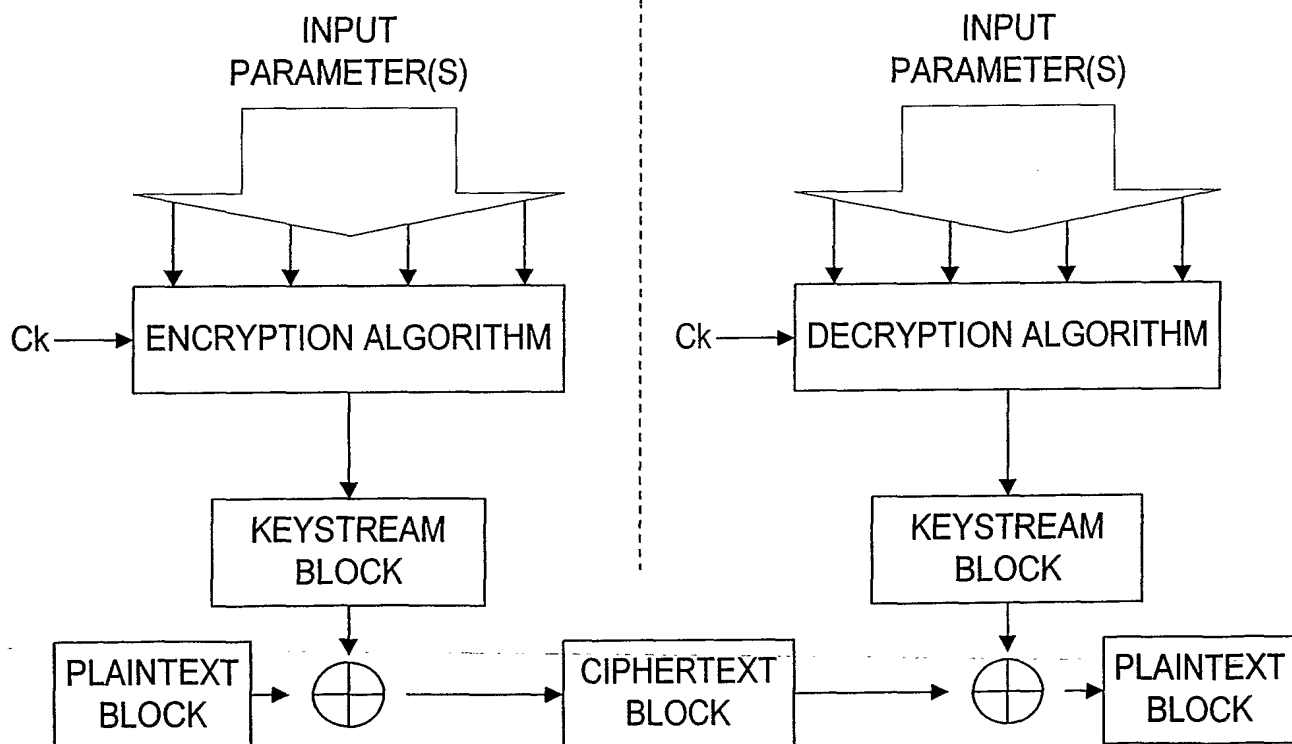 INPUT
PARAMETER(S)
Ck
ENCRYPTION ALGORITHM
KEYSTREAM
BLOCK
PLAINTEXT
BLOCK
CIPHERTEXT
BLOCK
INPUT
PARAMETER(S)
Ck
DECRYPTION ALGORITHM
KEYSTREAM
BLOCK
PLAINTEXT
BLOCK